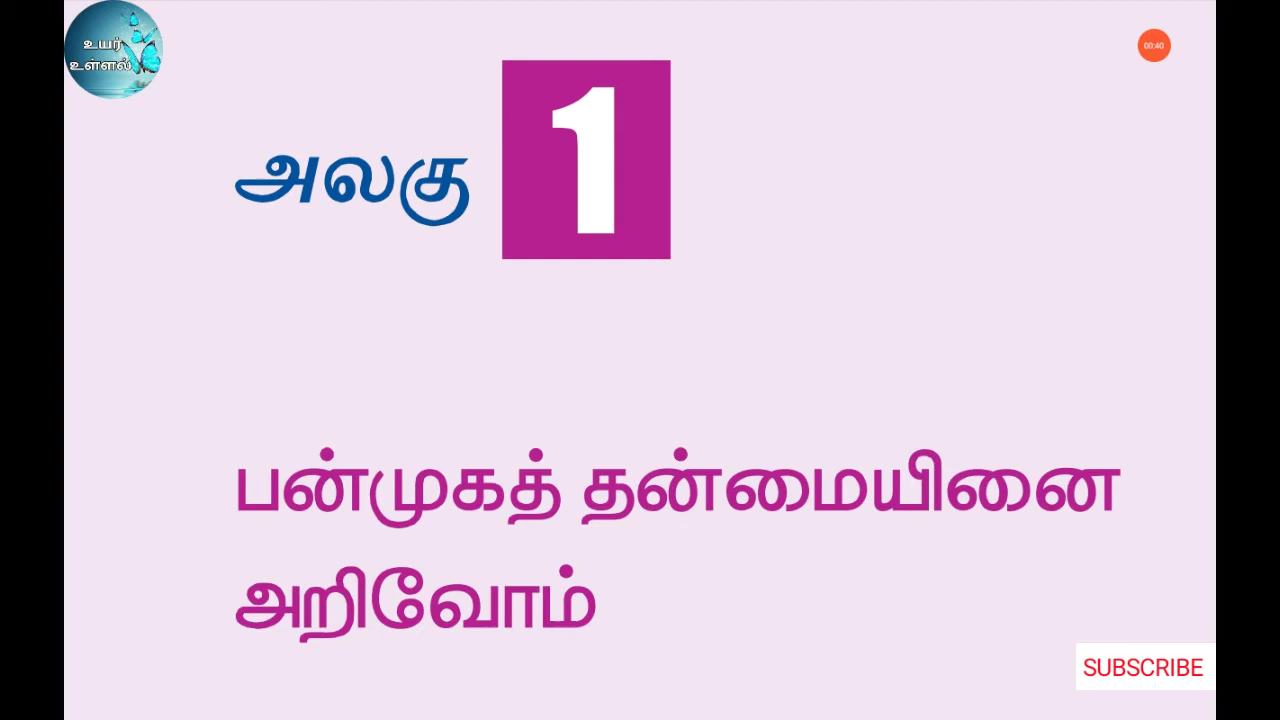 உயர்
உள்ளல்
00:40
அலகு 1
பன்முகத் தன்மையினை
அறிவோம்
SUBSCRIBE